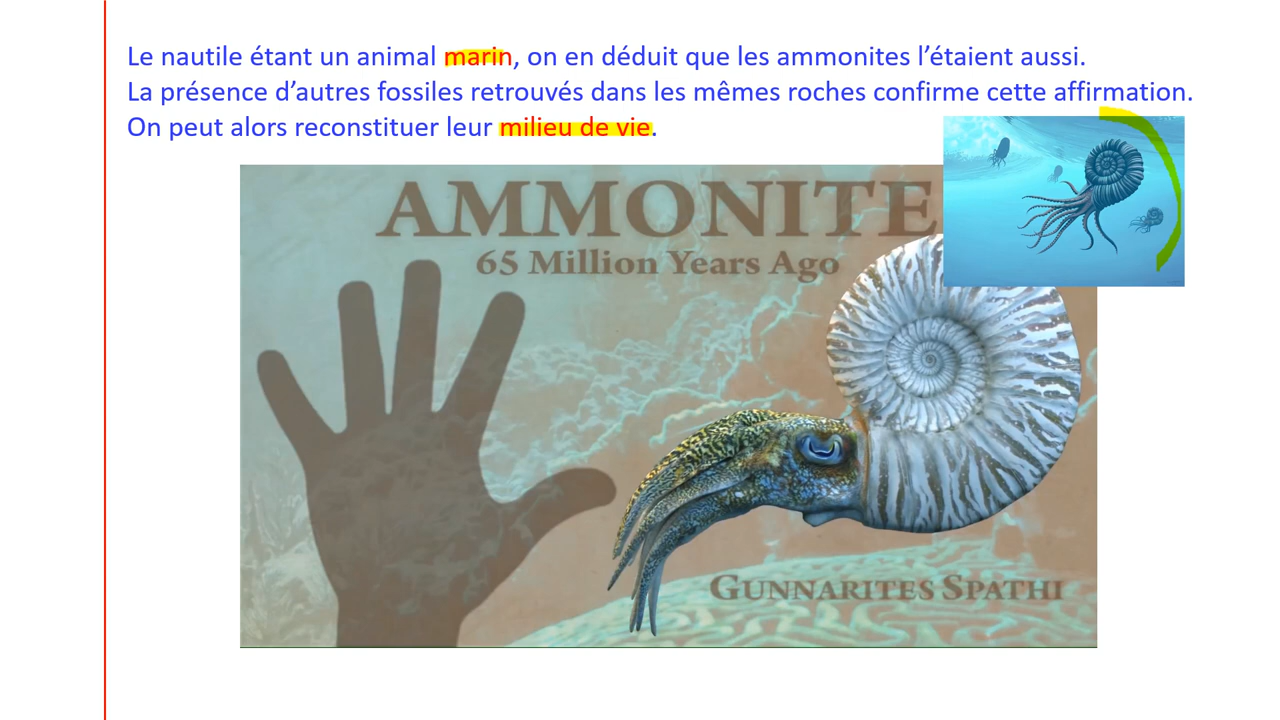 Le nautile étant un animal marin, on en déduit que les ammonites l’étaient aussi.
La présence d’autres fossiles retrouvés dans les mêmes roches confirme cette affirmation.
On peut alors reconstituer leur milieu de vie.
AMMONITE
65 Million Years Ago
GUNNARITES SPATHI